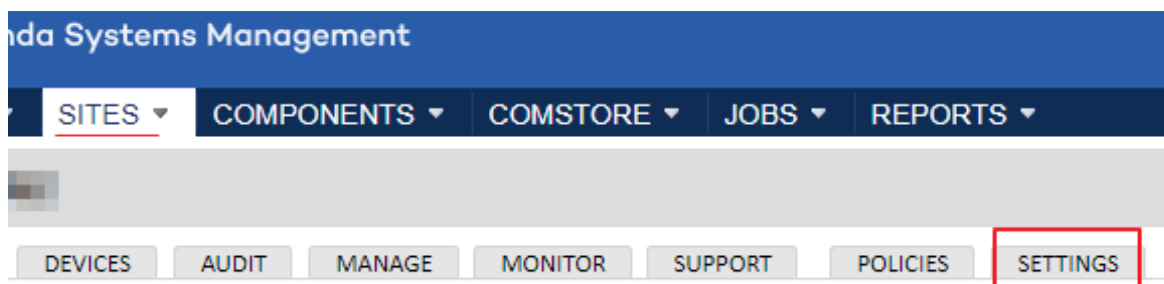 nda Systems Management
SITES COMPONENTS COMSTORE JOBS REPORTS
DEVICES AUDIT MANAGE MONITOR SUPPORT POLICIES SETTINGS